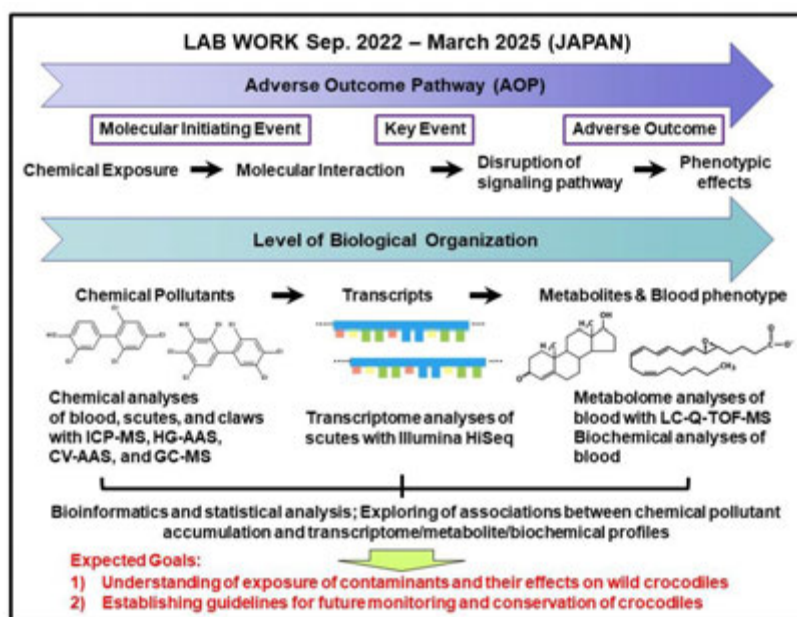 LAB WORK Sep. 2022 – March 2025 (JAPAN)
Adverse Outcome Pathway (AOP)
Molecular Initiating Event
Key Event
Adverse Outcome
Chemical Exposure
Molecular Interaction
Disruption of
signaling pathway
Phenotypic
effects
Level of Biological Organization
Chemical Pollutants
Transcripts
Metabolites & Blood phenotype
Chemical analyses
of blood, scutes, and claws
with ICP-MS, HG-AAS,
CV-AAS, and GC-MS
Transcriptome analyses of
scutes with Illumina HiSeq
Metabolome analyses of
blood with LC-Q-TOF-MS
Biochemical analyses of
blood
Bioinformatics and statistical analysis; Exploring of associations between chemical pollutant
accumulation and transcriptome/metabolite/biochemical profiles
Expected Goals:
1) Understanding of exposure of contaminants and their effects on wild crocodiles
2) Establishing guidelines for future monitoring and conservation of crocodiles